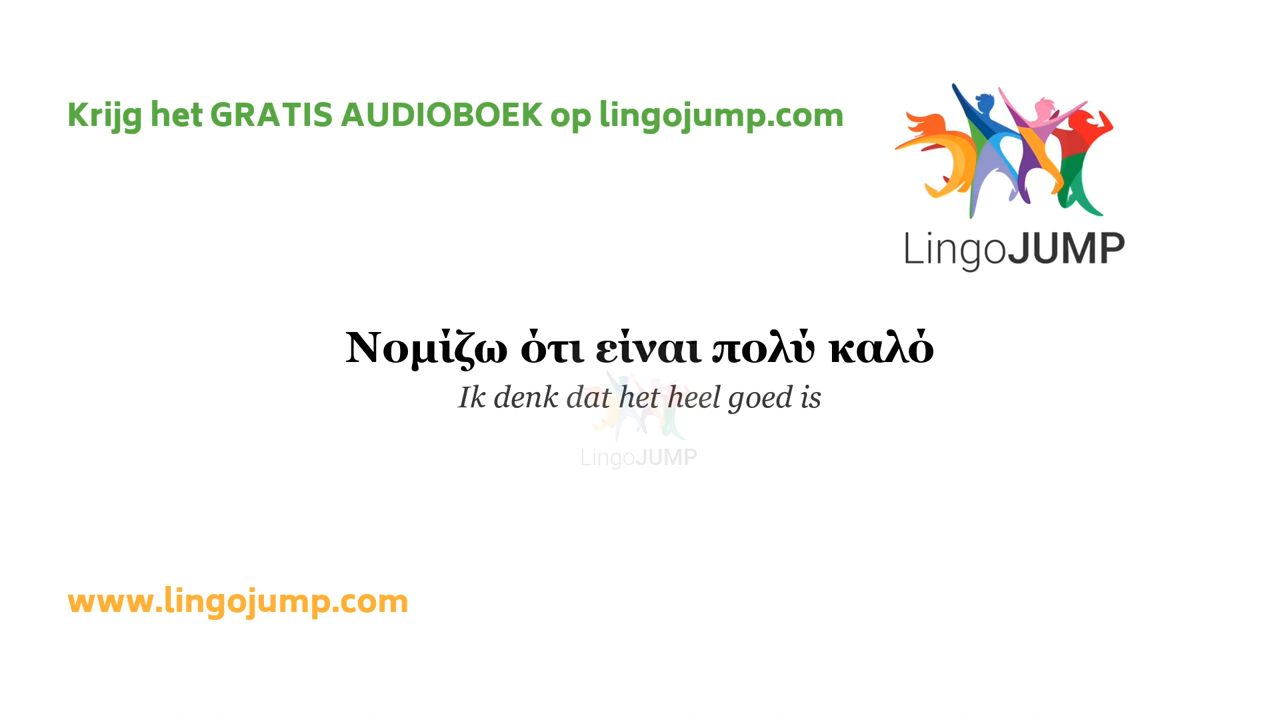 Krijg het GRATIS AUDIOBOEK op lingojump.com
LingoJUMP
Νομίζω ότι είναι πολύ καλό
Ik denk dat het heel goed is
LingoJUMP
www.lingojump.com